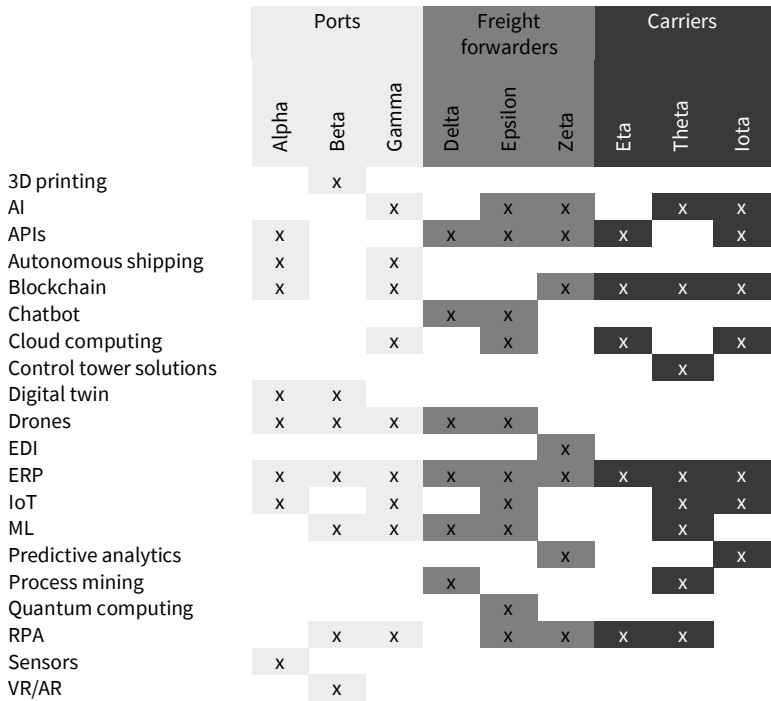 Ports Freight forwarders Carriers
Alpha Beta Gamma Delta Epsilon Zeta Eta Theta Iota
3D printing x
AI x x x x x
APIs x x x x x x
Autonomous shipping x x
Blockchain x x x x x x
Chatbot x x
Cloud computing x x x x
Control tower solutions x
Digital twin x x
Drones x x x x x
EDI x
ERP x x x x x x x x x
IoT x x x x x
ML x x x x x
Predictive analytics x x
Process mining x x
Quantum computing x
RPA x x x x x x
Sensors x
VR/AR x